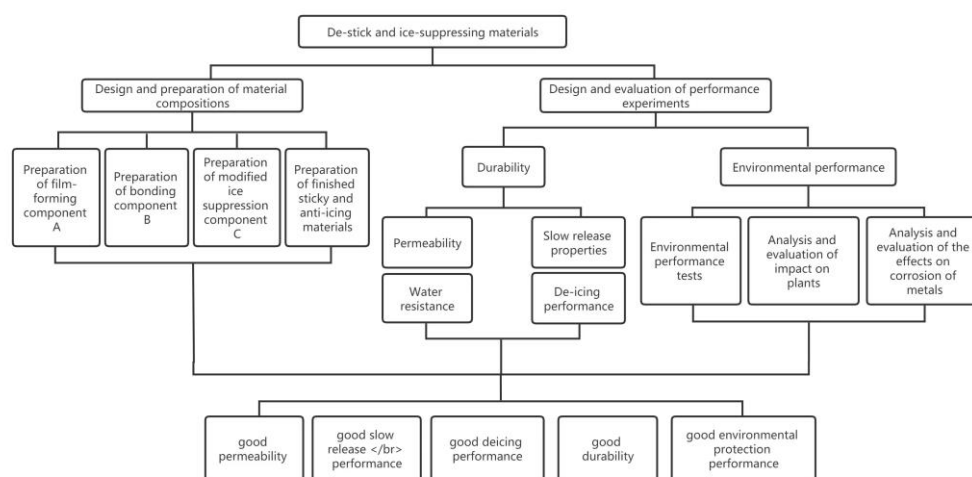 De-stick and ice-suppressing materials
Design and preparation of material
compositions
Design and evaluation of performance
experiments
Preparation
of film-
forming
component
A
Preparation
of bonding
component
B
Preparation
of modified
ice
suppression
component
C
Preparation
of finished
sticky and
anti-icing
materials
Durability
Environmental performance
Permeability
Slow release
properties
Water
resistance
De-icing
performance
Environmental
performance
tests
Analysis and
evaluation of
impact on
plants
Analysis and
evaluation of the
effects on
corrosion of
metals
good
permeability
good slow
release </br>
performance
good deicing
performance
good
durability
good environmental
protection
performance